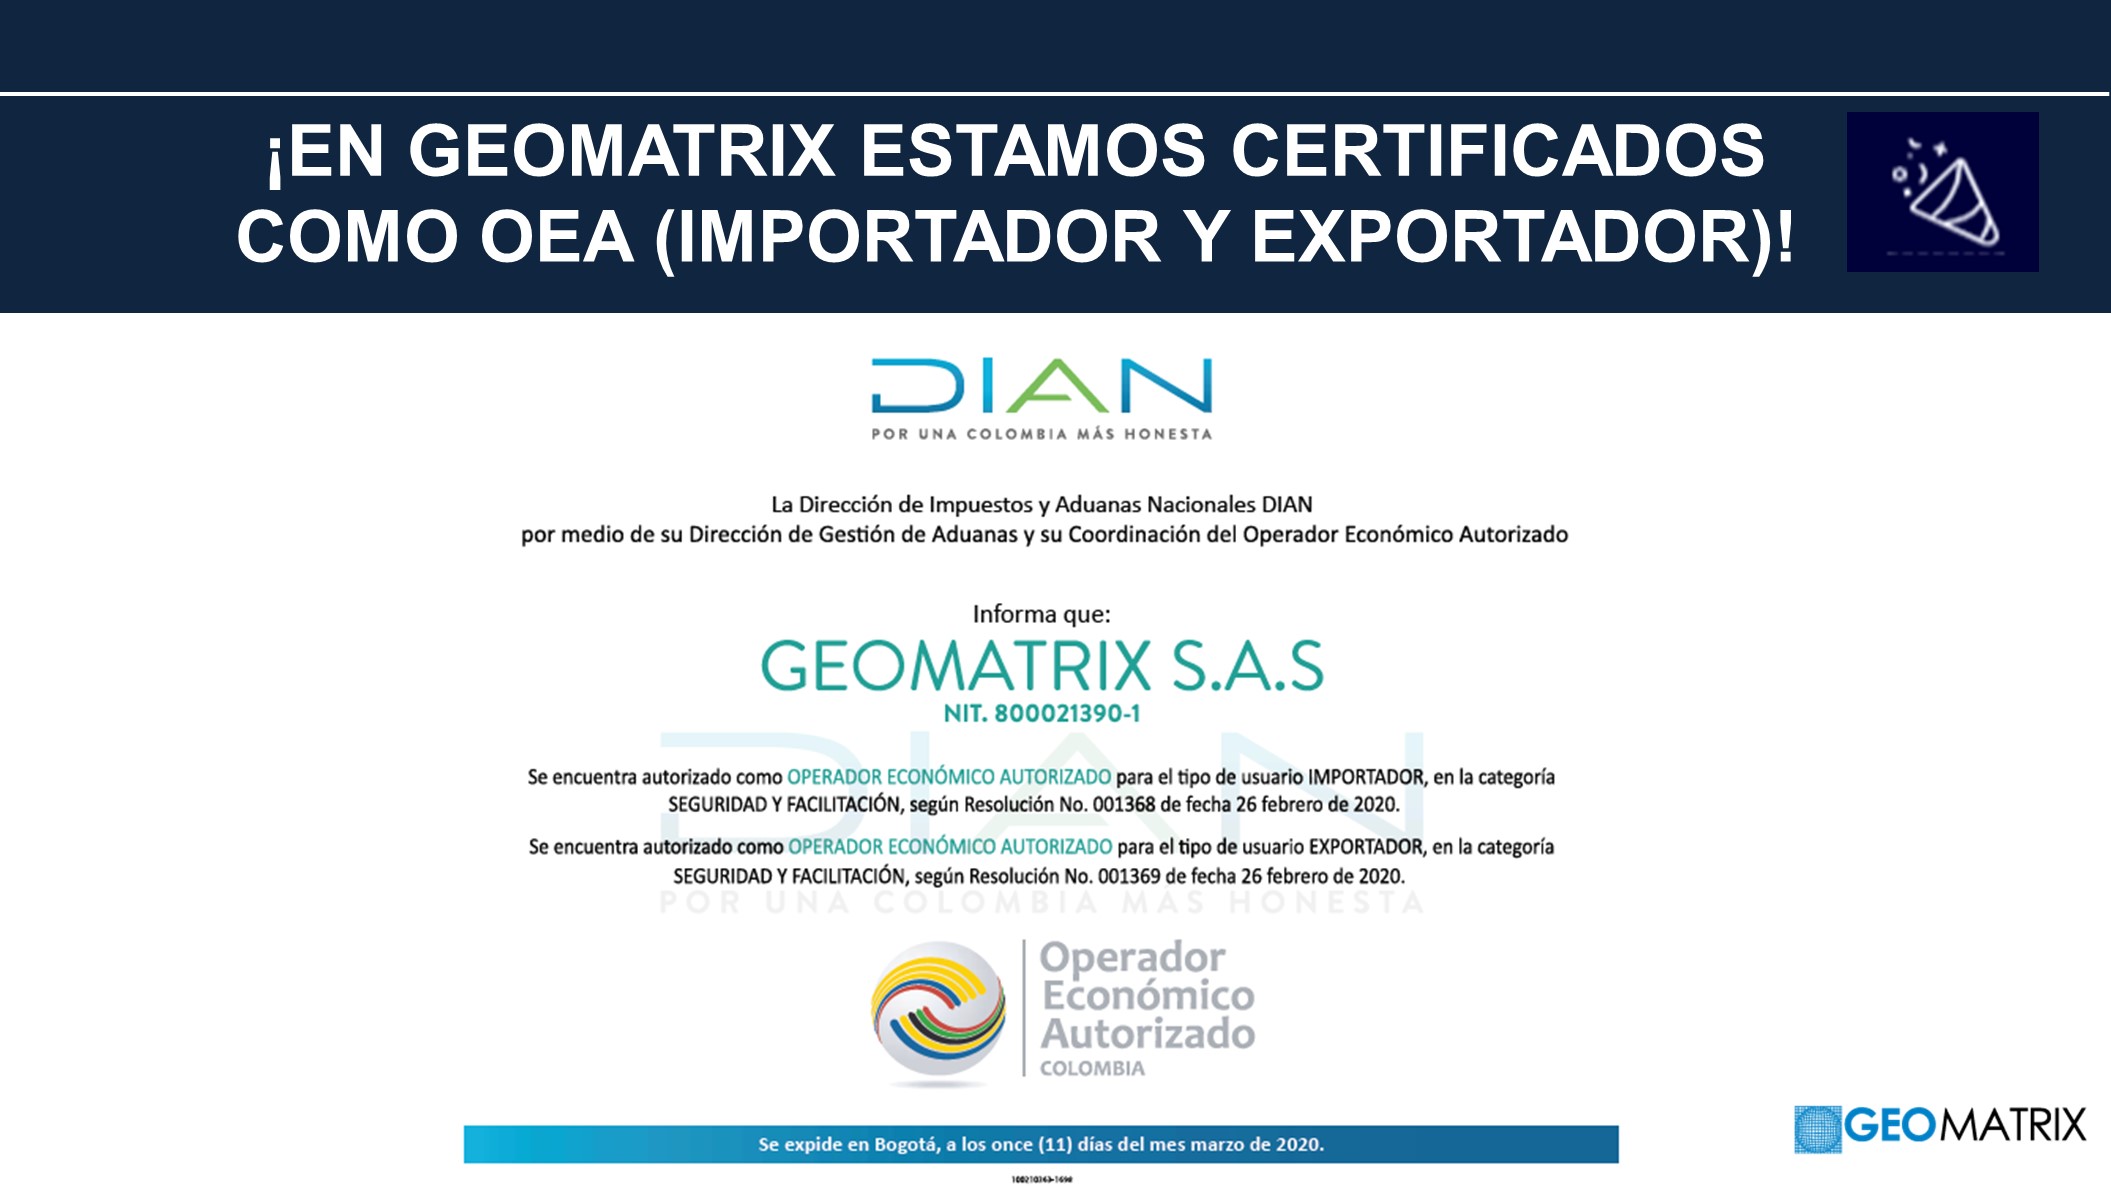 ¡EN GEOMATRIX ESTAMOS CERTIFICADOS
COMO OEA (IMPORTADOR Y EXPORTADOR)!
DIAN
POR UNA COLOMBIA MÁS HONESTA
La Dirección de Impuestos y Aduanas Nacionales DIAN
por medio de su Dirección de Gestión de Aduanas y su Coordinación del Operador Económico Autorizado
Informa que:
GEOMATRIX S.A.S
NIT. 800021390-1
DIAN
Se encuentra autorizado como OPERADOR ECONÓMICO AUTORIZADO para el tipo de usuario IMPORTADOR, en la categoría
SEGURIDAD Y FACILITACIÓN, según Resolución No. 001368 de fecha 26 febrero de 2020.
Se encuentra autorizado como OPERADOR ECONÓMICO AUTORIZADO para el tipo de usuario EXPORTADOR, en la categoría
SEGURIDAD Y FACILITACIÓN, según Resolución No. 001369 de fecha 26 febrero de 2020.
POR UNA COLOMBIA MÁS HONESTA
Operador
Económico
Autorizado
COLOMBIA
GEOMATRIX
Se expide en Bogotá, a los once (11) días del mes marzo de 2020.